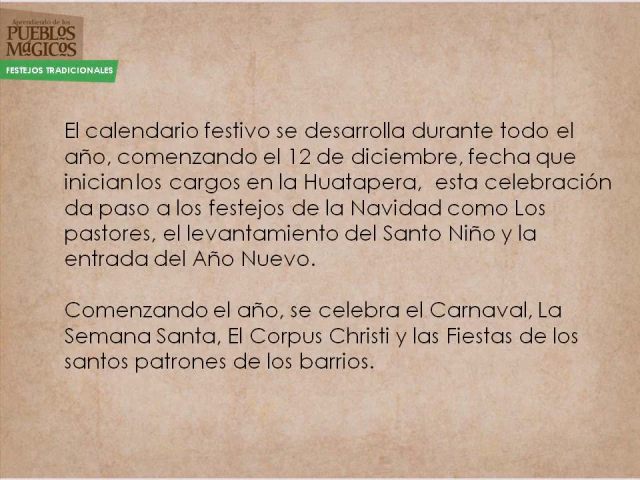 Aprendiendo de los
PUEBLOS
MáGICOS
FESTEJOS TRADICIONALES
El calendario festivo se desarrolla durante todo el
año, comenzando el 12 de diciembre, fecha que
inician los cargos en la Huatapera,  esta celebración
da paso a los festejos de la Navidad como Los
pastores, el levantamiento del Santo Niño y la
entrada del Año Nuevo.
Comenzando el año, se celebra el Carnaval, La
Semana Santa, El Corpus Christi y las Fiestas de los
santos patrones de los barrios.